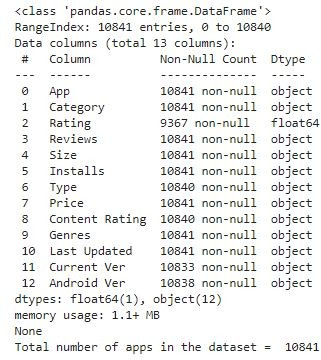 <class 'pandas.core.frame.DataFrame'>
RangeIndex: 10841 entries, 0 to 10840
Data columns (total 13 columns):
 #   Column          Non-Null Count  Dtype
---  ------          --------------  -----
 0   App             10841 non-null  object
 1   Category        10841 non-null  object
 2   Rating          9367 non-null   float64
 3   Reviews         10841 non-null  object
 4   Size            10841 non-null  object
 5   Installs        10841 non-null  object
 6   Type            10840 non-null  object
 7   Price           10841 non-null  object
 8   Content Rating  10840 non-null  object
 9   Genres          10841 non-null  object
 10  Last Updated    10841 non-null  object
 11  Current Ver     10833 non-null  object
 12  Android Ver     10838 non-null  object
dtypes: float64(1), object(12)
memory usage: 1.1+ MB
None
Total number of apps in the dataset =  10841